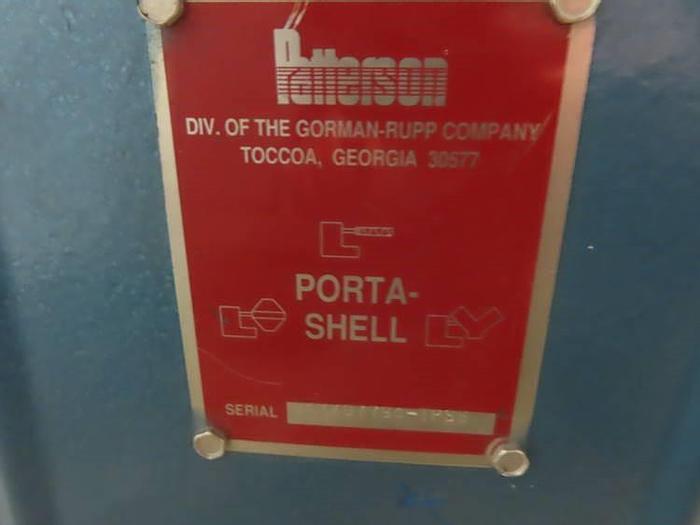 Patterson
DIV. OF THE GORMAN-RUPP COMPANY
TOCCOA, GEORGIA 30577
PORTA-
SHELL
SERIAL